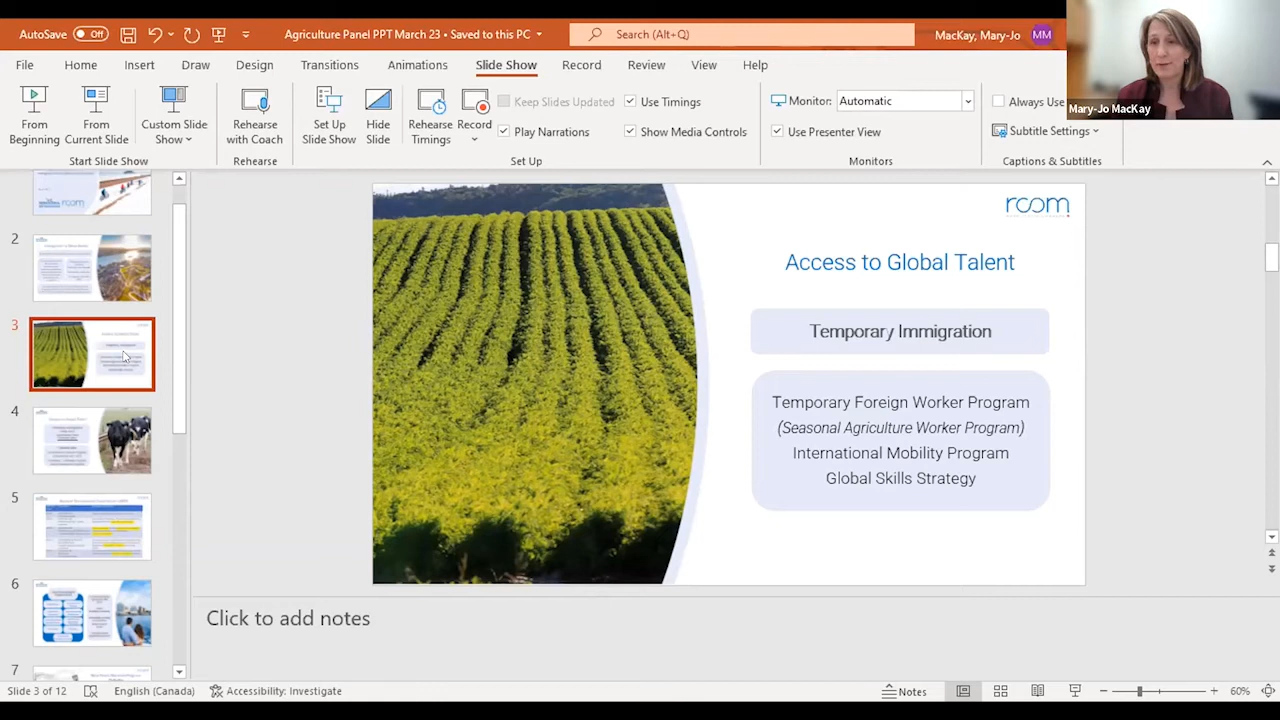 AutoSave Off
Agriculture Panel PPT March 23 • Saved to this PC
Search (Alt+Q)
MacKay, Mary-Jo MM
File Home Insert Draw Design Transitions Animations Slide Show Record Review View Help
From Beginning
From Current Slide
Custom Slide Show
Start Slide Show
Rehearse with Coach
Rehearse
Set Up Slide Show
Hide Slide
Rehearse Timings
Record
Keep Slides Updated
Play Narrations
Use Timings
Show Media Controls
Set Up
Monitor: Automatic
Use Presenter View
Monitors
Always Use
Subtitle Settings
Captions & Subtitles
Mary-Jo MacKay
2
3
4
5
6
7
Access to Global Talent
Temporary Immigration
Temporary Foreign Worker Program
(Seasonal Agriculture Worker Program)
International Mobility Program
Global Skills Strategy
Click to add notes
Slide 3 of 12 English (Canada) Accessibility: Investigate Notes 60%